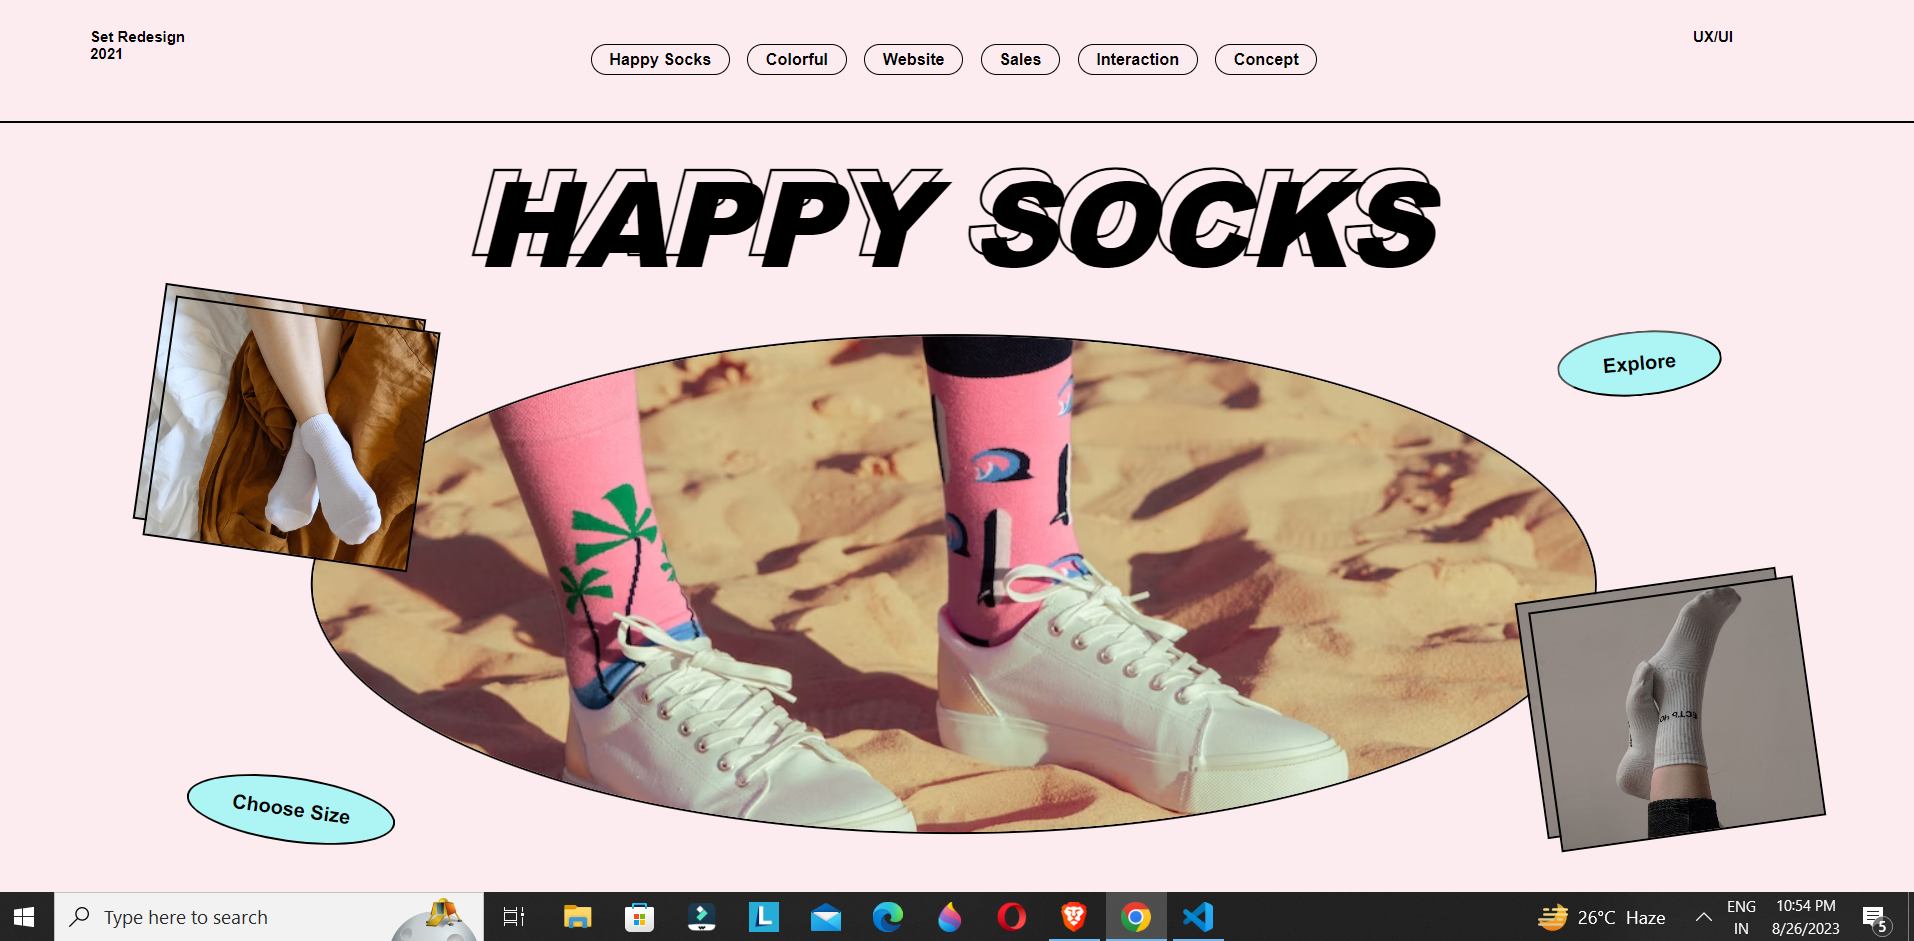 Set Redesign
2021
Happy Socks
Colorful
Website
Sales
Interaction
Concept
UX/UI
HAPPY SOCKS
Explore
Choose Size
Type here to search
26°C Haze
ENG
IN
10:54 PM
8/26/2023
5